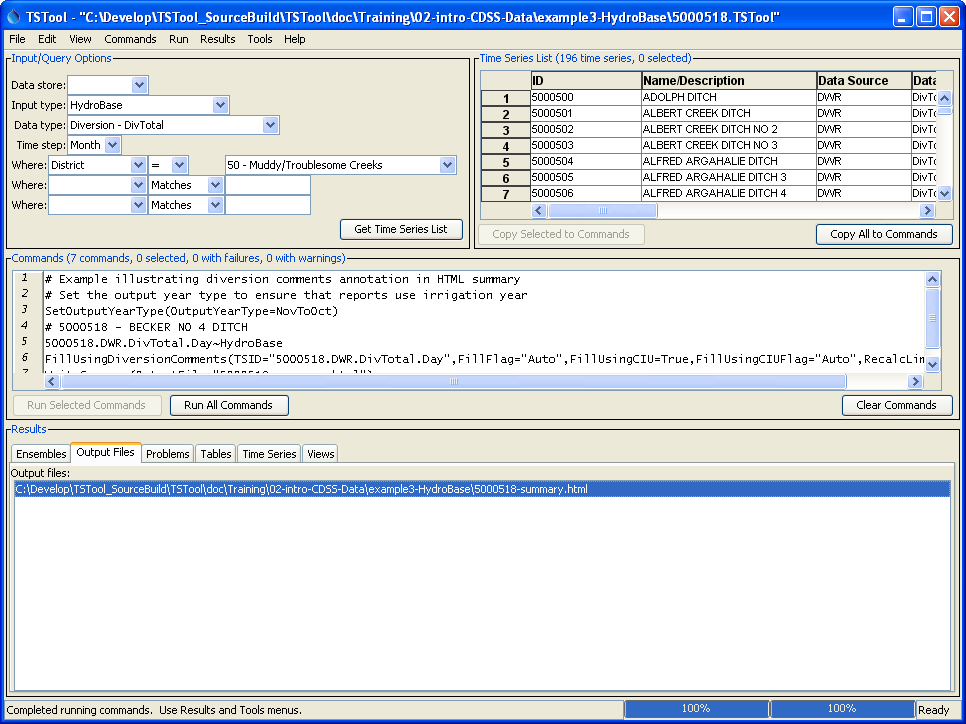 TSTool - "C:\Develop\TSTool_SourceBuild\TSTool\doc\Training\02-intro-CDSS-Data\example3-HydroBase\5000518.TSTool"
File Edit View Commands Run Results Tools Help
Input/Query Options
Data store:
Input type: HydroBase
Data type: Diversion - DivTotal
Time step: Month
Where: District = 50 - Muddy/Troublesome Creeks
Where: Matches
Where: Matches
Get Time Series List
Time Series List (196 time series, 0 selected)
ID Name/Description Data Source Data
1 5000500 ADOLPH DITCH DWR DivTo
2 5000501 ALBERT CREEK DITCH DWR DivTo
3 5000502 ALBERT CREEK DITCH NO 2 DWR DivTo
4 5000503 ALBERT CREEK DITCH NO 3 DWR DivTo
5 5000504 ALFRED ARGAHALIE DITCH DWR DivTo
6 5000505 ALFRED ARGAHALIE DITCH 3 DWR DivTo
7 5000506 ALFRED ARGAHALIE DITCH 4 DWR DivTo
Copy Selected to Commands Copy All to Commands
Commands (7 commands, 0 selected, 0 with failures, 0 with warnings)
1 # Example illustrating diversion comments annotation in HTML summary
2 # Set the output year type to ensure that reports use irrigation year
3 SetOutputYearType(OutputYearType=NovToOct)
4 # 5000518 - BECKER NO 4 DITCH
5 5000518.DWR.DivTotal.Day~HydroBase
6 FillUsingDiversionComments(TSID="5000518.DWR.DivTotal.Day",FillFlag="Auto",FillUsingCIU=True,FillUsingCIUFlag="Auto",RecalcLim
Run Selected Commands Run All Commands Clear Commands
Results
Ensembles Output Files Problems Tables Time Series Views
Output files:
C:\Develop\TSTool_SourceBuild\TSTool\doc\Training\02-intro-CDSS-Data\example3-HydroBase\5000518-summary.html
Completed running commands. Use Results and Tools menus. 100% 100% Ready